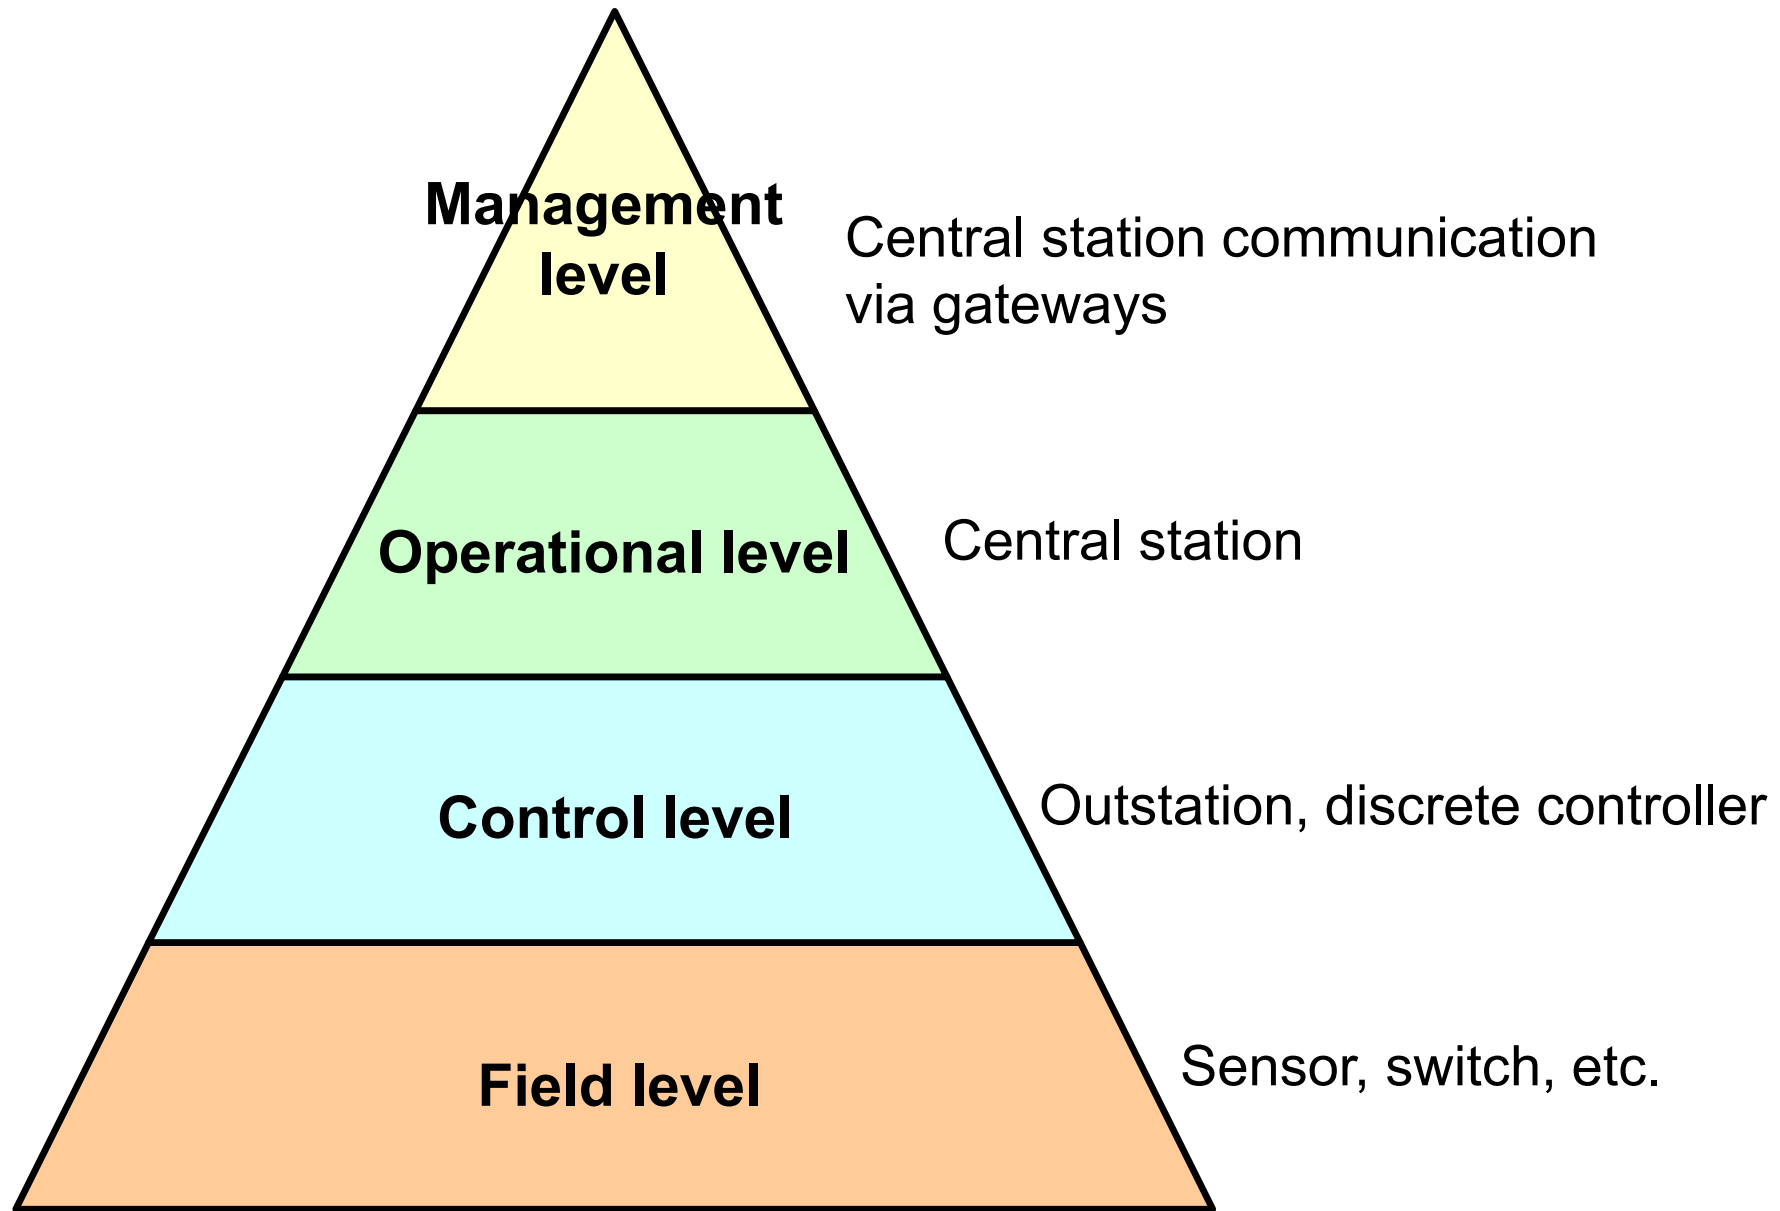 Management
level
Central station communication
via gateways
Operational level
Central station
Control level
Outstation, discrete controller
Field level
Sensor, switch, etc.